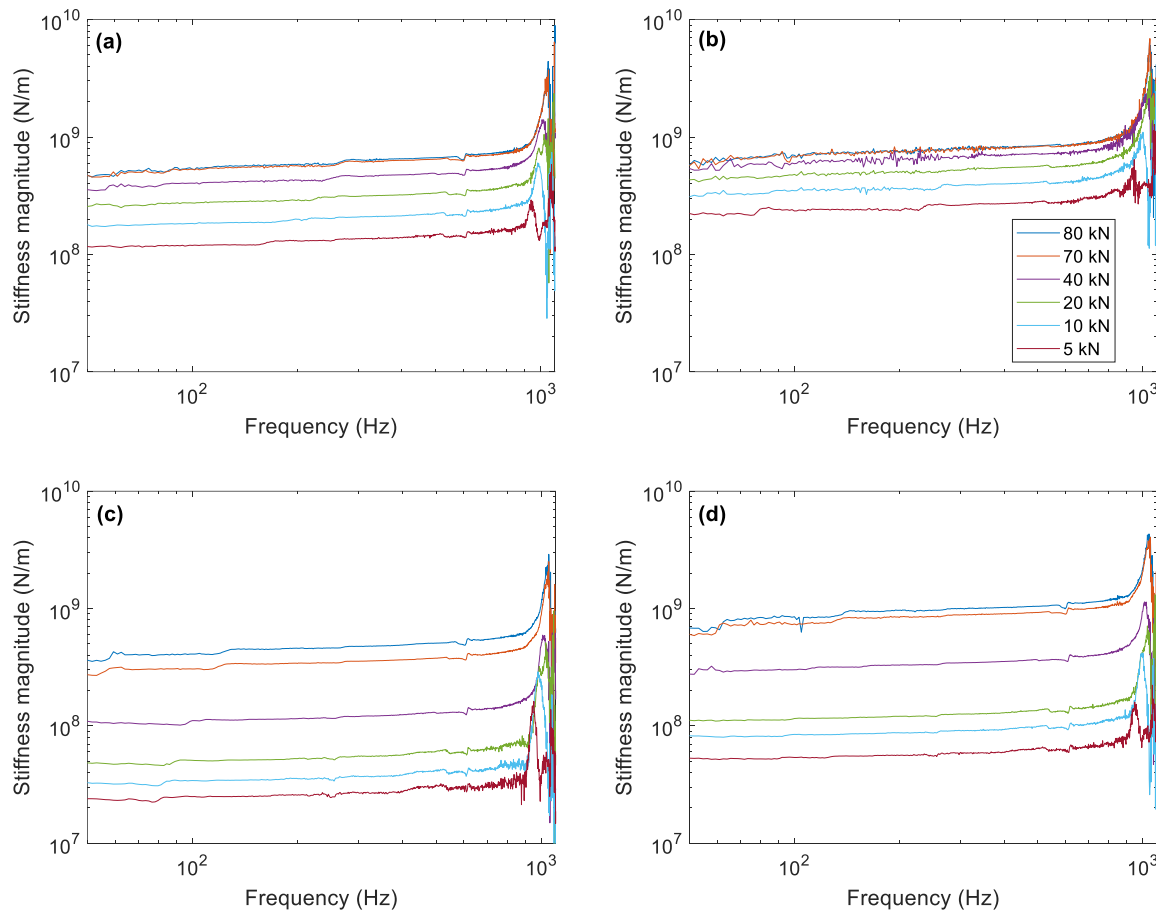 (a)
Stiffness magnitude (N/m)
10^10
10^9
10^8
10^7
10^2
10^3
Frequency (Hz)
(b)
Stiffness magnitude (N/m)
10^10
10^9
10^8
10^7
10^2
10^3
Frequency (Hz)
80 kN
70 kN
40 kN
20 kN
10 kN
5 kN
(c)
Stiffness magnitude (N/m)
10^10
10^9
10^8
10^7
10^2
10^3
Frequency (Hz)
(d)
Stiffness magnitude (N/m)
10^10
10^9
10^8
10^7
10^2
10^3
Frequency (Hz)